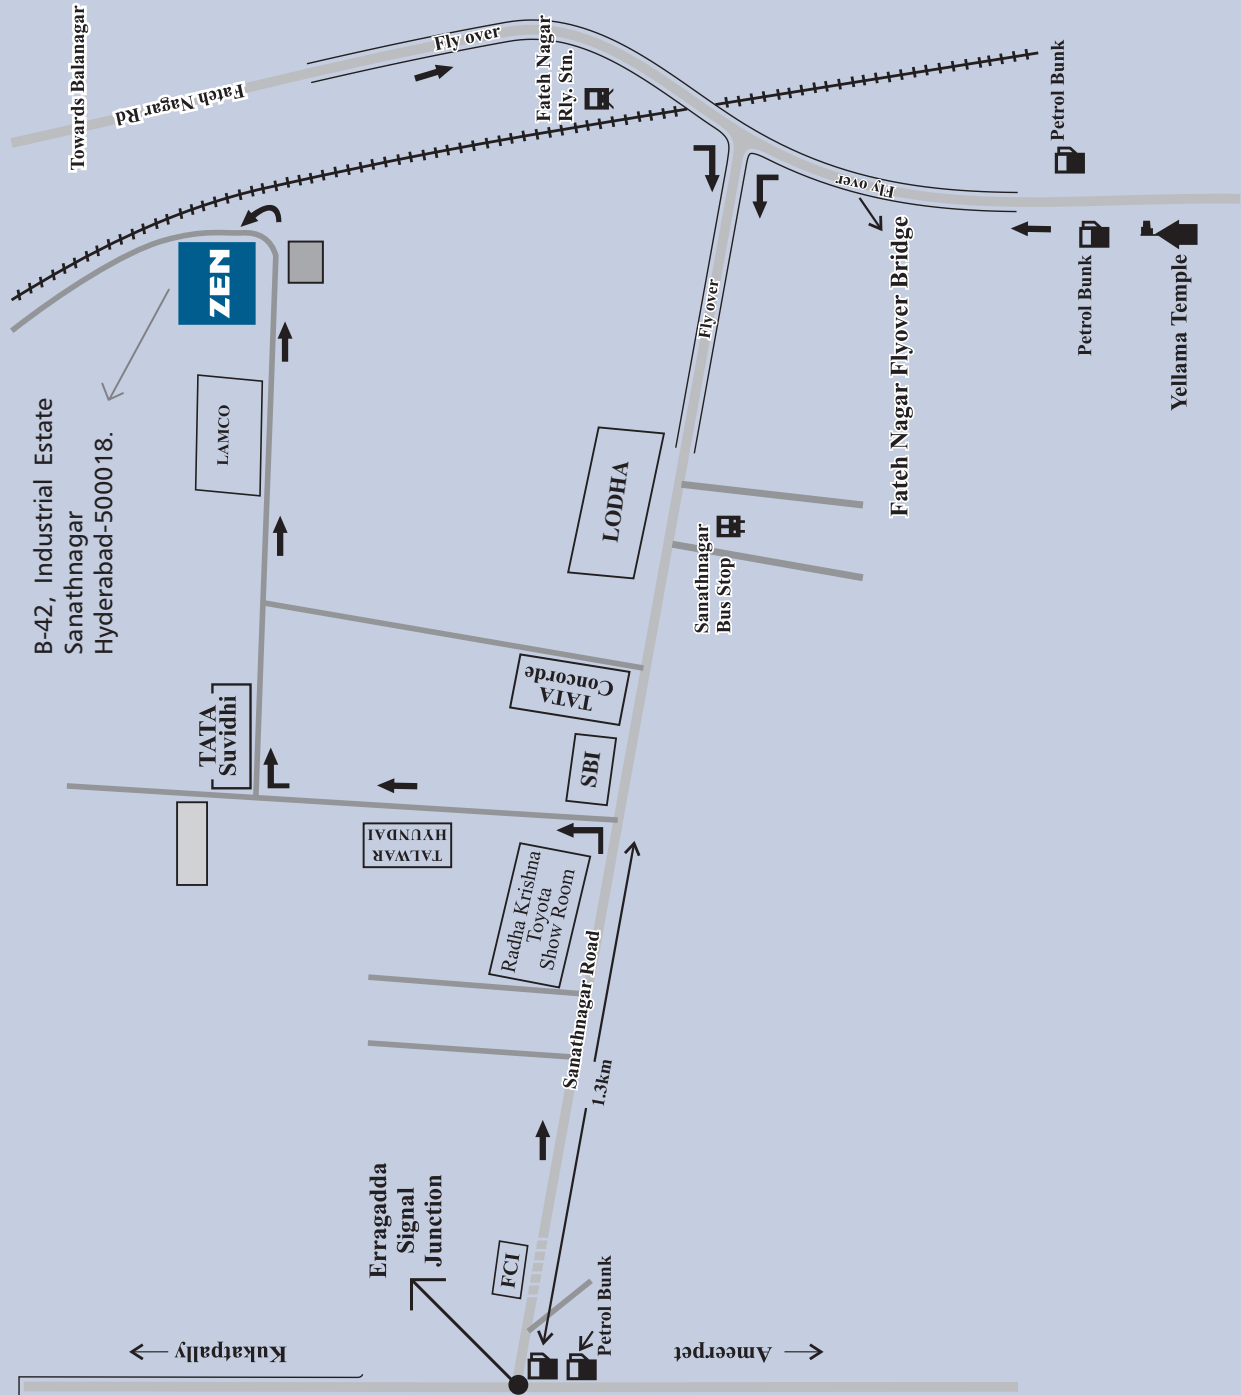 Towards Balanagar
Fateh Nagar Rd
Fly over
Fateh Nagar
Rly. Stn.
Petrol Bunk
Fly over
Fateh Nagar Flyover Bridge
Petrol Bunk
Yellama Temple
Fly over
ZEN
B-42, Industrial Estate
Sanathnagar
Hyderabad-500018.
LAMCO
LODHA
Sanathnagar
Bus Stop
TATA
Concorde
TATA
Suvidhi
SBI
TALWAR
HYUNDAI
Radha Krishna
Toyota
Show Room
Sanathnagar Road
1.3km
Erragadda
Signal
Junction
FCI
Petrol Bunk
Kukatpally
Ameerpet